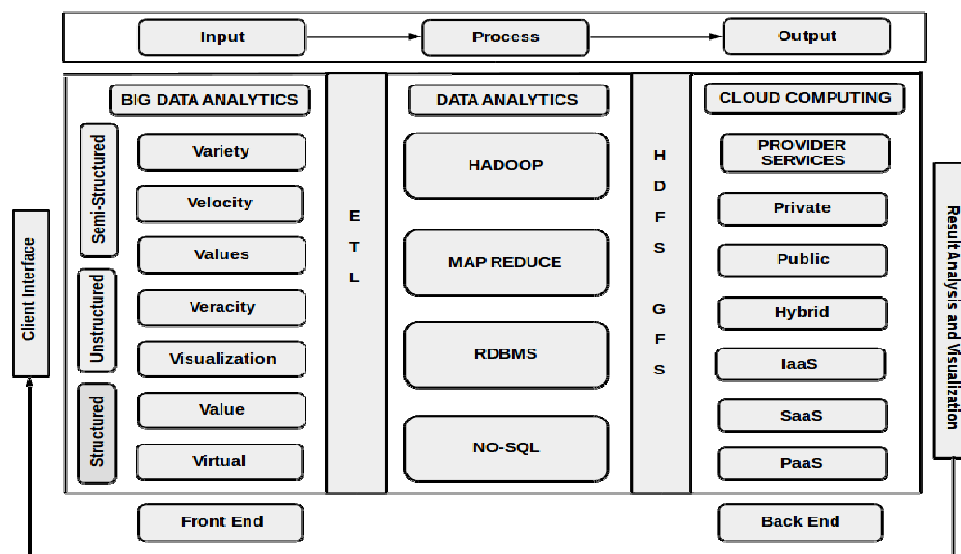 Input
Process
Output
BIG DATA ANALYTICS
DATA ANALYTICS
CLOUD COMPUTING
Client Interface
Semi-Structured
Unstructured
Structured
Variety
Velocity
Values
Veracity
Visualization
Value
Virtual
E
T
L
HADOOP
MAP REDUCE
RDBMS
NO-SQL
H
D
F
S
G
F
S
PROVIDER
SERVICES
Private
Public
Hybrid
IaaS
SaaS
PaaS
Result Analysis and Visualization
Front End
Back End